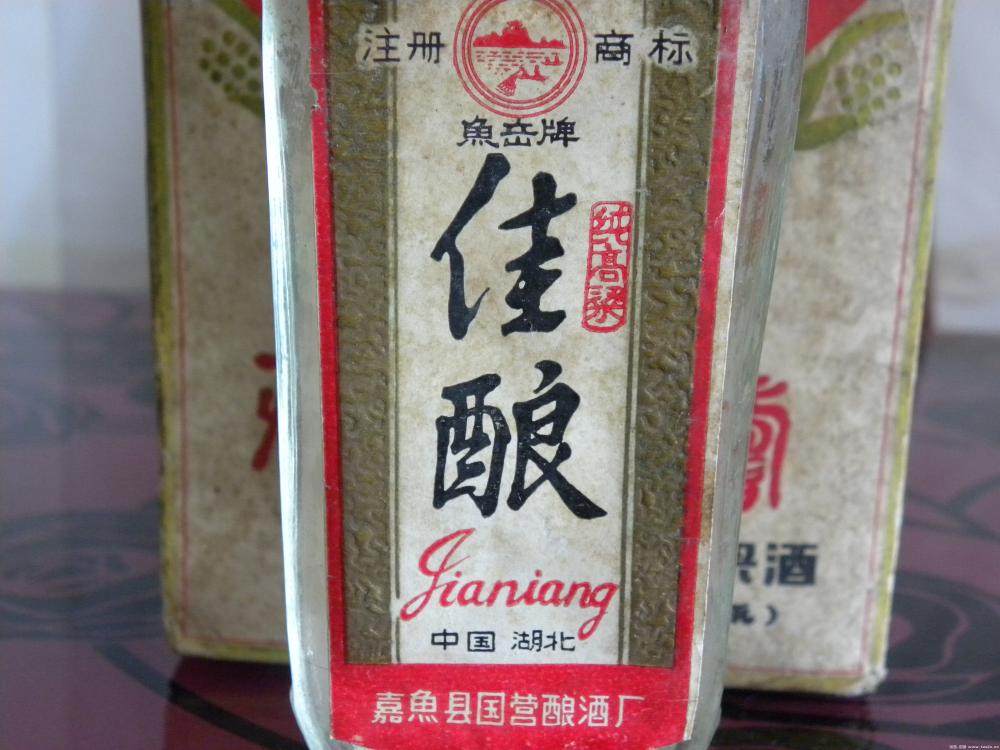 注册 商标
魚岳牌
佳酿
纯高粱
Jianiang
中国 湖北
嘉魚县国营酿酒厂
酒